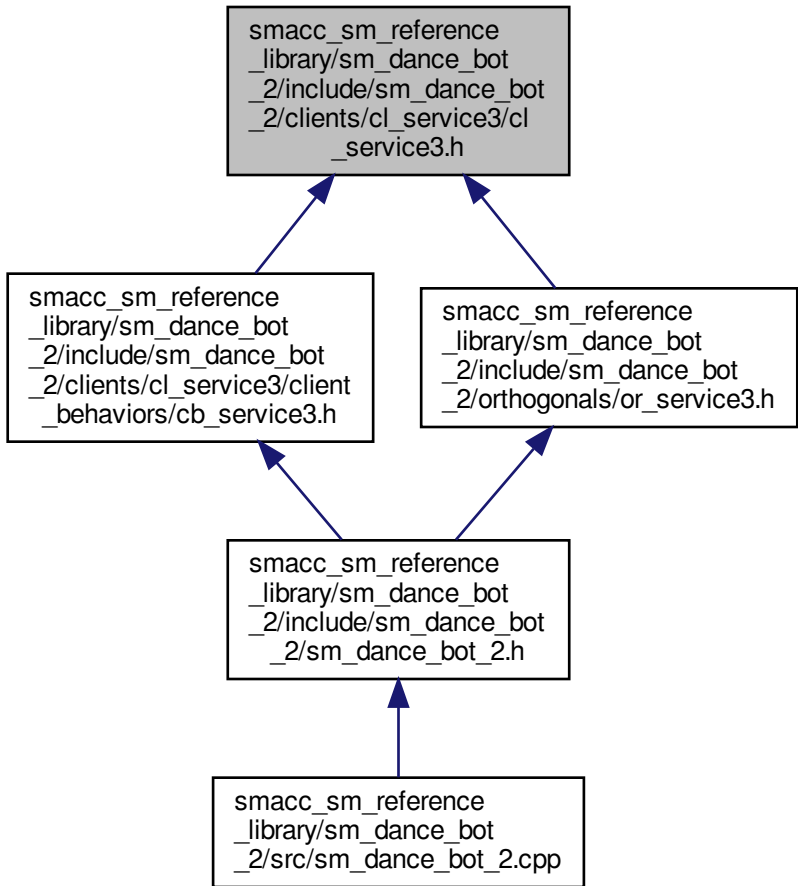 smacc_sm_reference
_library/sm_dance_bot
_2/include/sm_dance_bot
_2/clients/cl_service3/cl
_service3.h
smacc_sm_reference
_library/sm_dance_bot
_2/include/sm_dance_bot
_2/clients/cl_service3/client
_behaviors/cb_service3.h
smacc_sm_reference
_library/sm_dance_bot
_2/include/sm_dance_bot
_2/orthogonals/or_service3.h
smacc_sm_reference
_library/sm_dance_bot
_2/include/sm_dance_bot
_2/sm_dance_bot_2.h
smacc_sm_reference
_library/sm_dance_bot
_2/src/sm_dance_bot_2.cpp